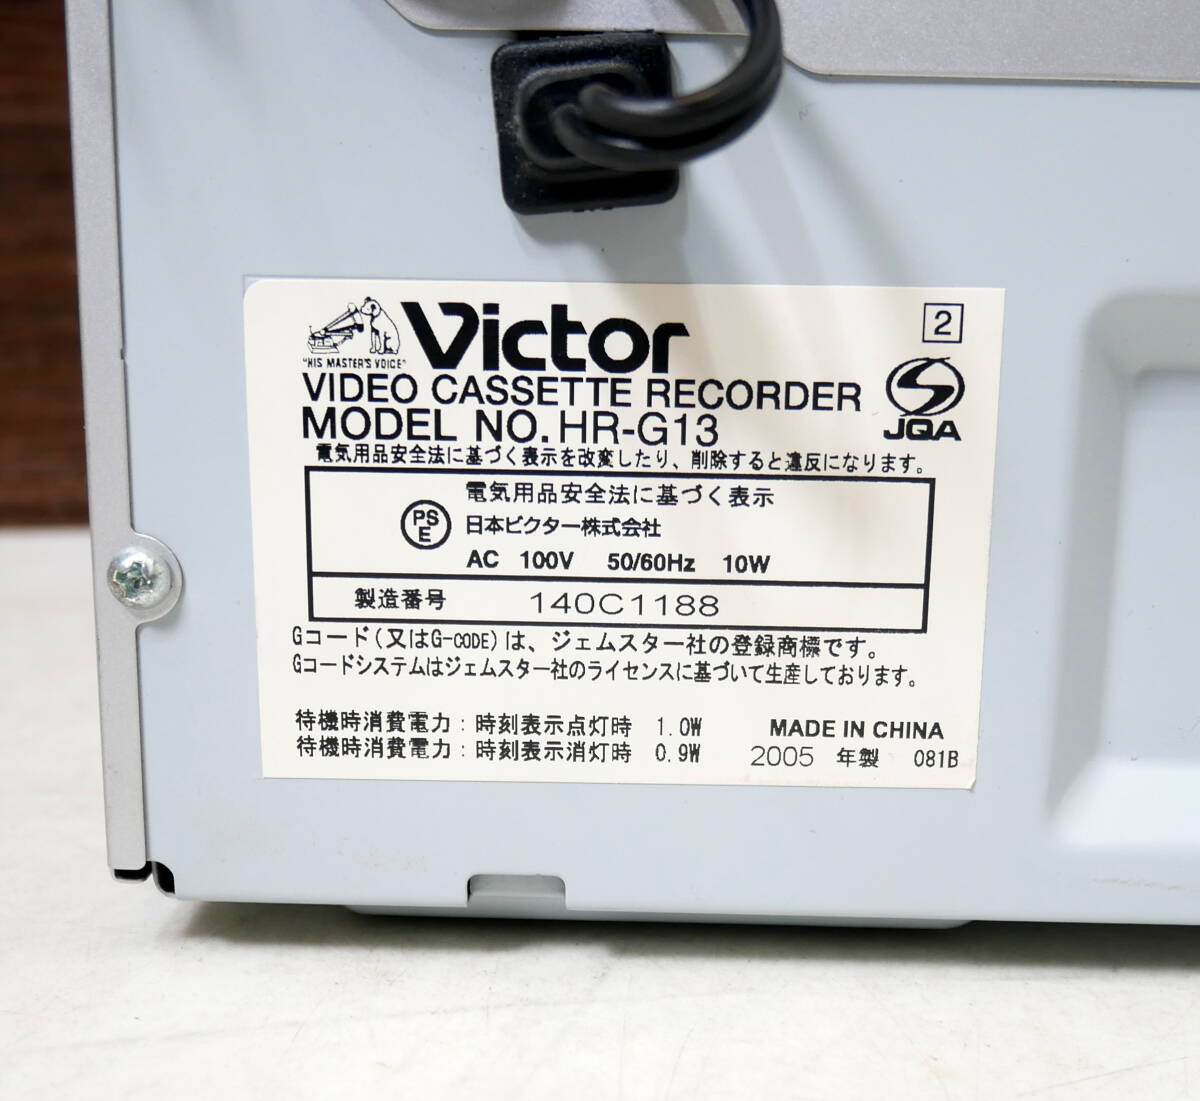 Victor
2
"HIS MASTER'S VOICE"
VIDEO CASSETTE RECORDER
MODEL NO. HR-G13
JQA
電気用品安全法に基づく表示を改変したり、削除すると違反になります。
電気用品安全法に基づく表示
PS
E
日本ビクター株式会社
AC 100V 50/60Hz 10W
製造番号 140C1188
Gコード(又はG-CODE)は、ジェムスター社の登録商標です。
Gコードシステムはジェムスター社のライセンスに基づいて生産しております。
待機時消費電力:時刻表示点灯時 1.0W
MADE IN CHINA
待機時消費電力:時刻表示消灯時 0.9W
2005 年製 081B